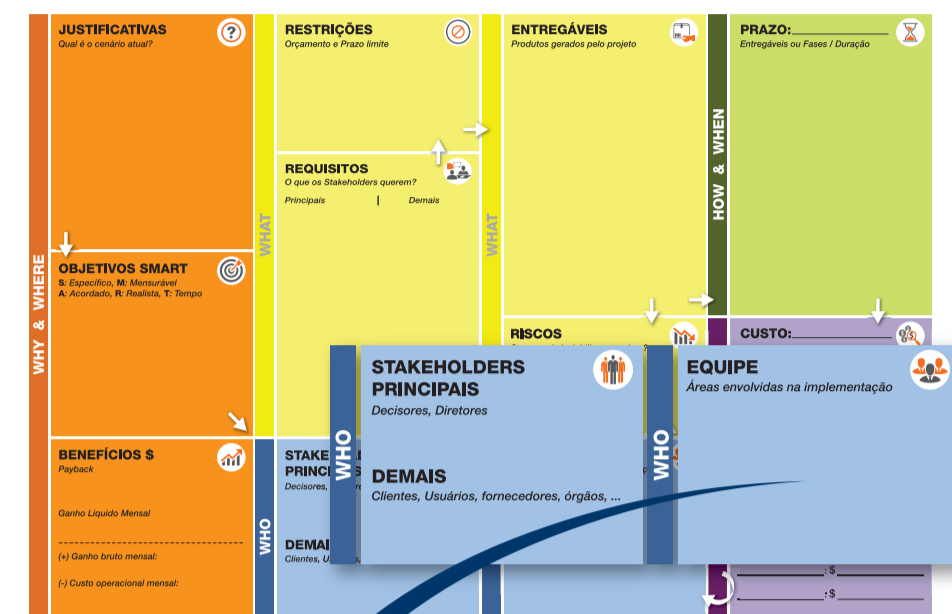 WHY & WHERE
JUSTIFICATIVAS
Qual é o cenário atual?
OBJETIVOS SMART
S: Específico, M: Mensurável
A: Acordado, R: Realista, T: Tempo
BENEFÍCIOS $
Payback
Ganho Líquido Mensal
(+) Ganho bruto mensal:
(-) Custo operacional mensal:
WHAT
RESTRIÇÕES
Orçamento e Prazo limite
REQUISITOS
O que os Stakeholders querem?
Principais | Demais
WHO
Decisores,
Clientes,
WHAT
ENTREGÁVEIS
Produtos gerados pelo projeto
RISCOS
HOW & WHEN
PRAZO:
Entregáveis ou Fases / Duração
CUSTO:
WHO
STAKEHOLDERS
PRINCIPAIS
Decisores, Diretores
DEMAIS
Clientes, Usuários, fornecedores, órgãos, ...
WHO
EQUIPE
Áreas envolvidas na implementação
: $
: $